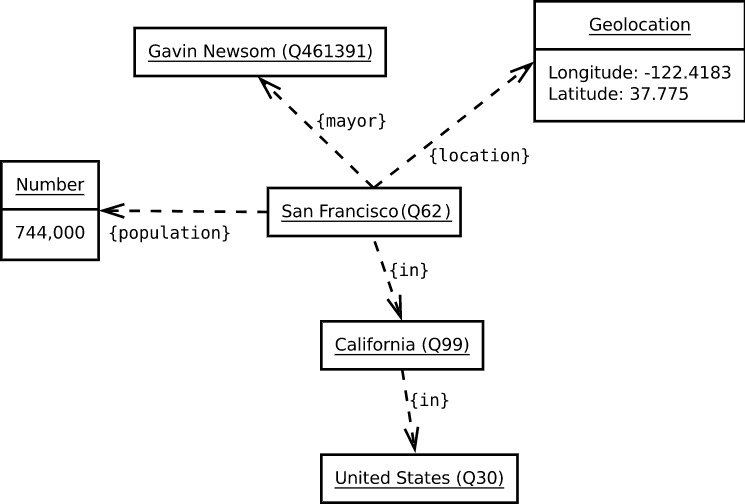 Gavin Newsom (Q461391)
Geolocation
Longitude: -122.4183
Latitude: 37.775
{mayor}
{location}
Number
744,000
{population}
San Francisco(Q62)
{in}
California (Q99)
{in}
United States (Q30)